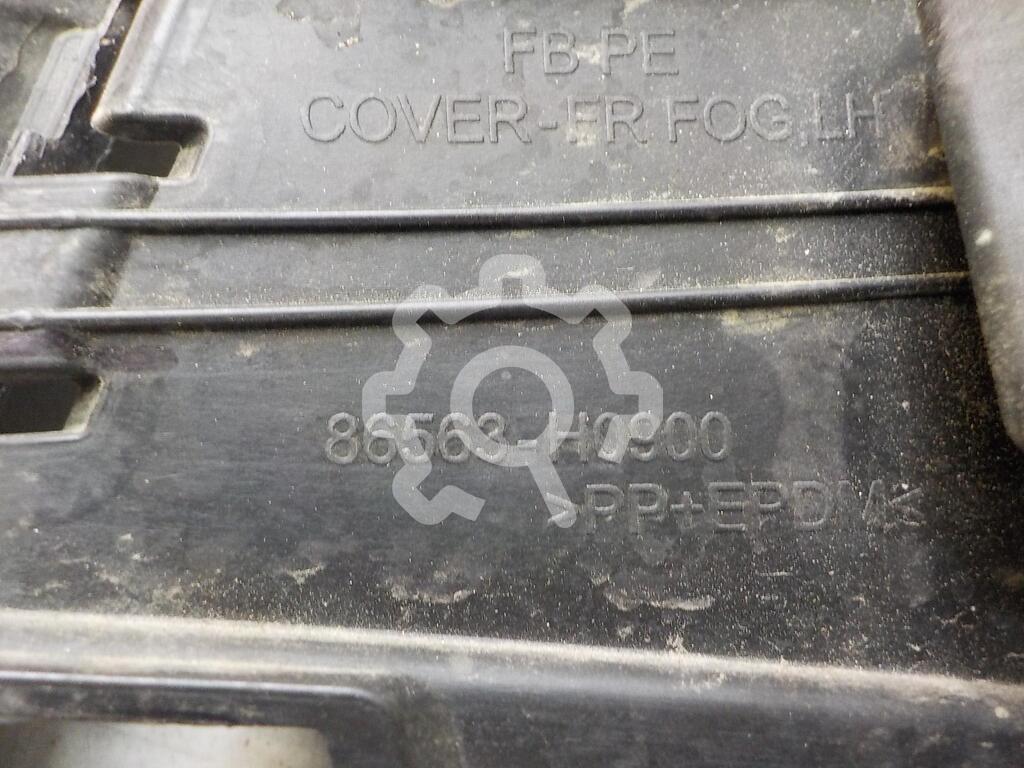 FB PE
COVER-FR FOG,LH
86563-H0900
>PP+EPDM<